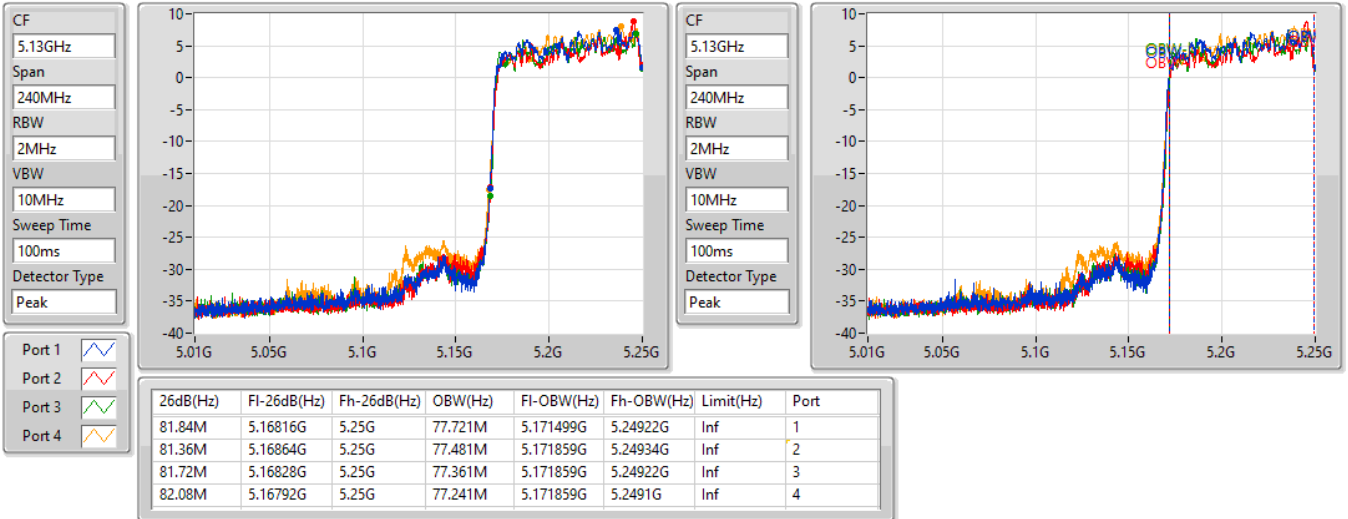 CF
5.13GHz
Span
240MHz
RBW
2MHz
VBW
10MHz
Sweep Time
100ms
Detector Type
Peak
10
5
0
-5
-10
-15
-20
-25
-30
-35
-40
5.01G 5.05G 5.1G 5.15G 5.2G 5.25G
CF
5.13GHz
Span
240MHz
RBW
2MHz
VBW
10MHz
Sweep Time
100ms
Detector Type
Peak
10
5
0
-5
-10
-15
-20
-25
-30
-35
-40
5.01G 5.05G 5.1G 5.15G 5.2G 5.25G
Port 1
Port 2
Port 3
Port 4
26dB(Hz) Fl-26dB(Hz) Fh-26dB(Hz) OBW(Hz) Fl-OBW(Hz) Fh-OBW(Hz) Limit(Hz) Port
81.84M 5.16816G 5.25G 77.721M 5.171499G 5.24922G Inf 1
81.36M 5.16864G 5.25G 77.481M 5.171859G 5.24934G Inf 2
81.72M 5.16828G 5.25G 77.361M 5.171859G 5.24922G Inf 3
82.08M 5.16792G 5.25G 77.241M 5.171859G 5.2491G Inf 4